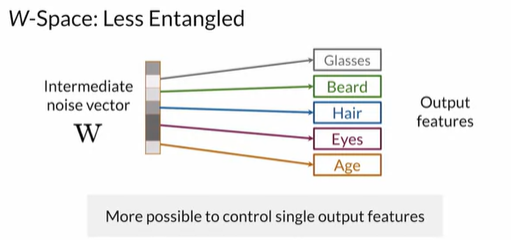 W-Space: Less Entangled
Intermediate
noise vector
W
Glasses
Beard
Hair
Eyes
Age
Output
features
More possible to control single output features